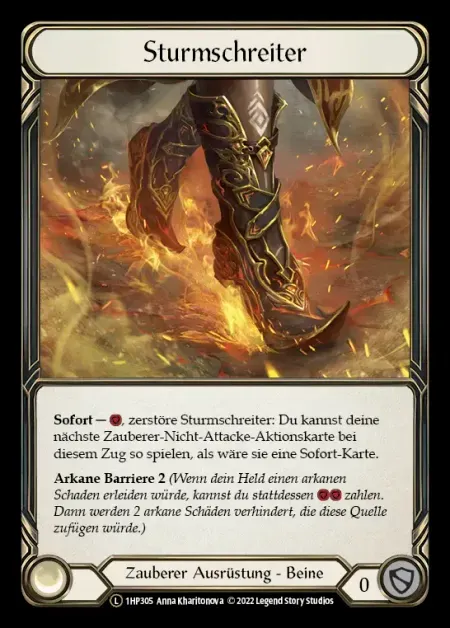 Sturmschreiter
Sofort — , zerstöre Sturmschreiter: Du kannst deine
nächste Zauberer-Nicht-Attacke-Aktionskarte bei
diesem Zug so spielen, als wäre sie eine Sofort-Karte.
Arkane Barriere 2 (Wenn dein Held einen arkanen
Schaden erleiden würde, kannst du stattdessen zahlen.
Dann werden 2 arkane Schäden verhindert, die diese Quelle
zufügen würde.)
Zauberer Ausrüstung - Beine
0
L 1HP305 Anna Kharitonova © 2022 Legend Story Studios